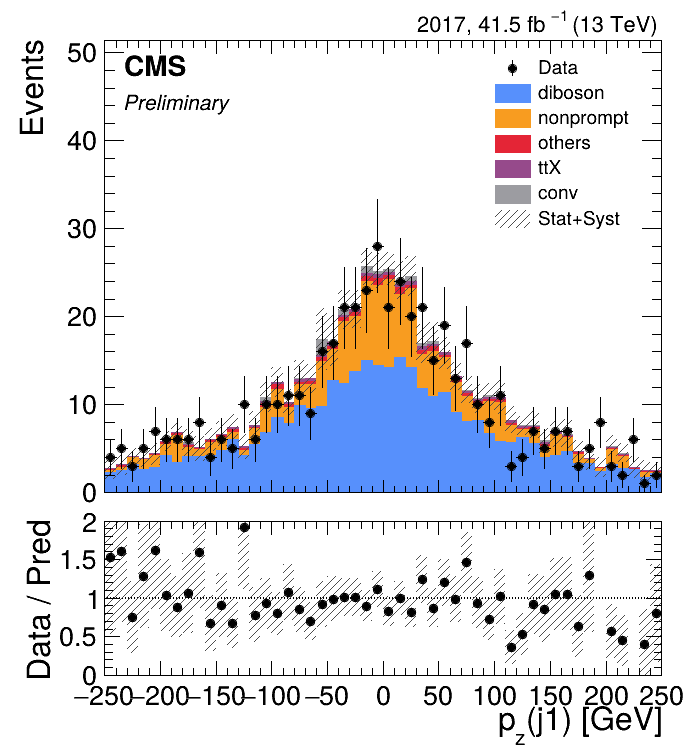 2017, 41.5 fb⁻¹ (13 TeV)
Events
50
40
30
20
10
0
CMS
Preliminary
Data
diboson
nonprompt
others
ttX
conv
Stat+Syst
Data / Pred
2
1.5
1
0.5
0
−250 −200 −150 −100 −50 0 50 100 150 200 250
p_z(j1) [GeV]